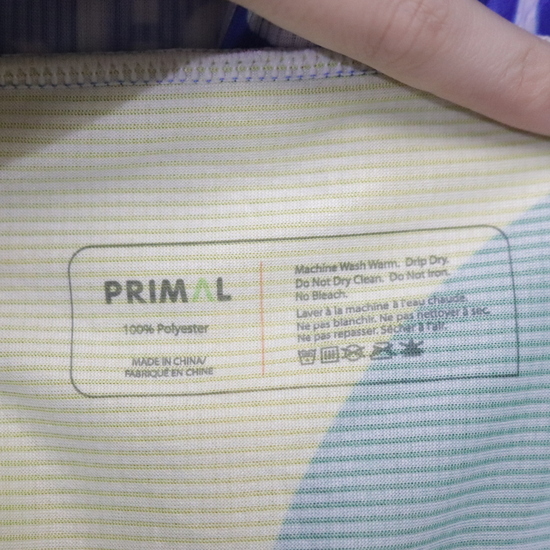 PRIMAL
100% Polyester
MADE IN CHINA/
FABRIQUÉ EN CHINE
Machine Wash Warm. Drip Dry.
Do Not Dry Clean. Do Not Iron.
No Bleach.
Laver à la machine à l'eau chaude.
Ne pas blanchir. Ne pas nettoyer à sec.
Ne pas repasser. Sécher à l'air.